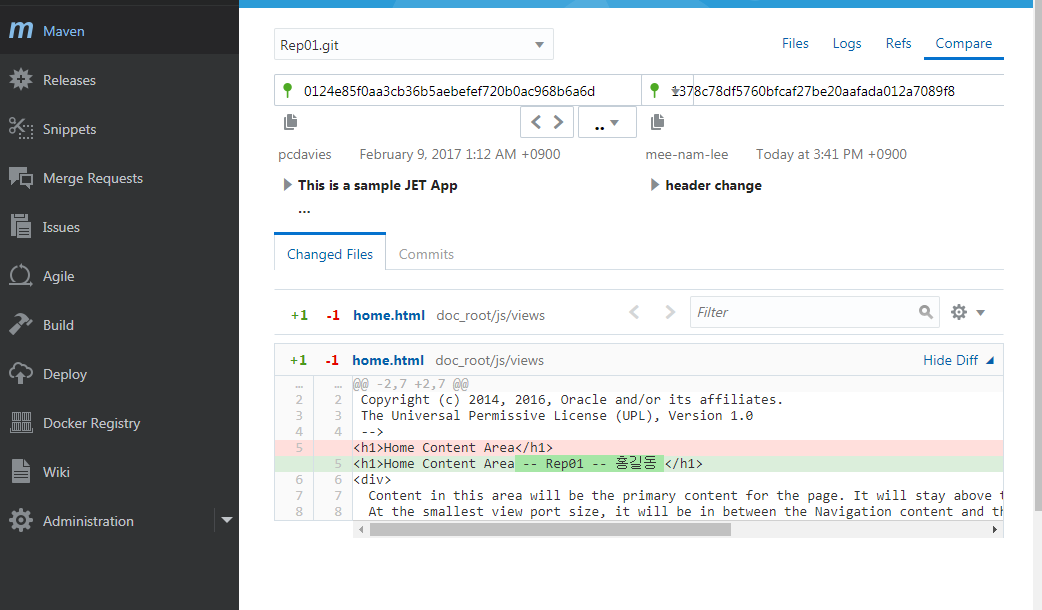 m Maven
Releases
Snippets
Merge Requests
Issues
Agile
Build
Deploy
Docker Registry
Wiki
Administration
Rep01.git
Files Logs Refs Compare
0124e85f0aa3cb36b5aebefef720b0ac968b6a6d
1378c78df5760bfcaf27be20aafada012a7089f8
..
pcdavies February 9, 2017 1:12 AM +0900
mee-nam-lee Today at 3:41 PM +0900
This is a sample JET App
...
header change
Changed Files Commits
+1 -1 home.html doc_root/js/views
Filter
+1 -1 home.html doc_root/js/views Hide Diff
... ... @@ -2,7 +2,7 @@
2 2 Copyright (c) 2014, 2016, Oracle and/or its affiliates.
3 3 The Universal Permissive License (UPL), Version 1.0
4 4 -->
5 <h1>Home Content Area</h1>
5 <h1>Home Content Area -- Rep01 -- 홍길동 </h1>
6 6 <div>
7 7 Content in this area will be the primary content for the page. It will stay above
8 8 At the smallest view port size, it will be in between the Navigation content and